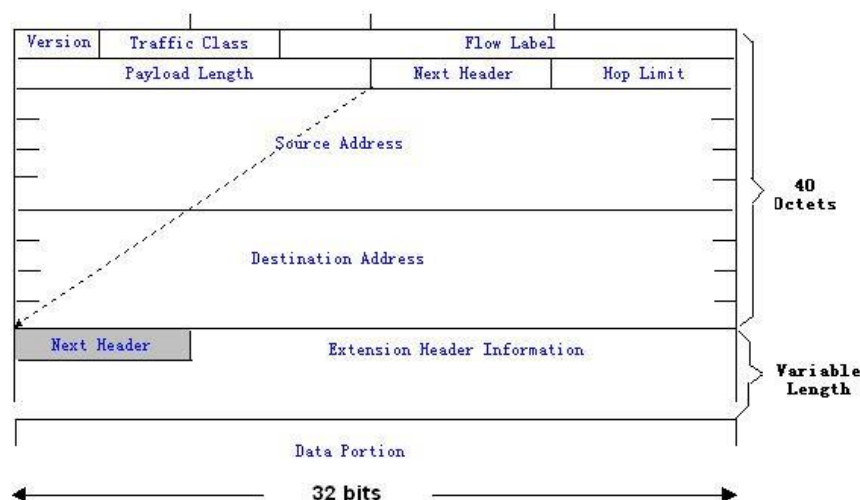 Version Traffic Class Flow Label
Payload Length Next Header Hop Limit
Source Address
40
Octets
Destination Address
Next Header Extension Header Information
Variable
Length
Data Portion
32 bits